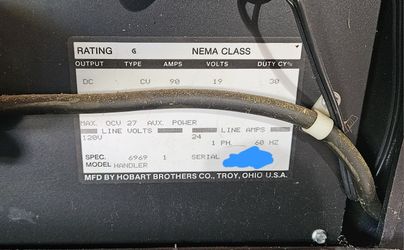 RATING G NEMA CLASS
OUTPUT TYPE AMPS VOLTS DUTY CY%
DC CV 90 19 30
MAX. OCV 27 AUX. POWER
LINE VOLTS LINE AMPS
120V 24
1 PH 60 HZ
SPEC. 6969 1 SERIAL
MODEL HANDLER
MFD BY HOBART BROTHERS CO., TROY, OHIO U.S.A.